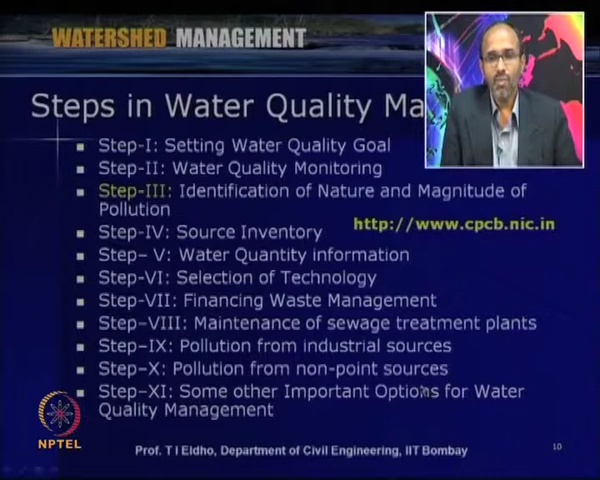 WATERSHED MANAGEMENT
Steps in Water Quality Ma
Step-I: Setting Water Quality Goal
Step-II: Water Quality Monitoring
Step-III: Identification of Nature and Magnitude of
Pollution
http://www.cpcb.nic.in
Step-IV: Source Inventory
Step– V: Water Quantity information
Step-VI: Selection of Technology
Step-VII: Financing Waste Management
Step–VIII: Maintenance of sewage treatment plants
Step–IX: Pollution from industrial sources
Step–X: Pollution from non-point sources
Step–XI: Some other Important Options for Water
Quality Management
NPTEL
Prof. T I Eldho, Department of Civil Engineering, IIT Bombay
10